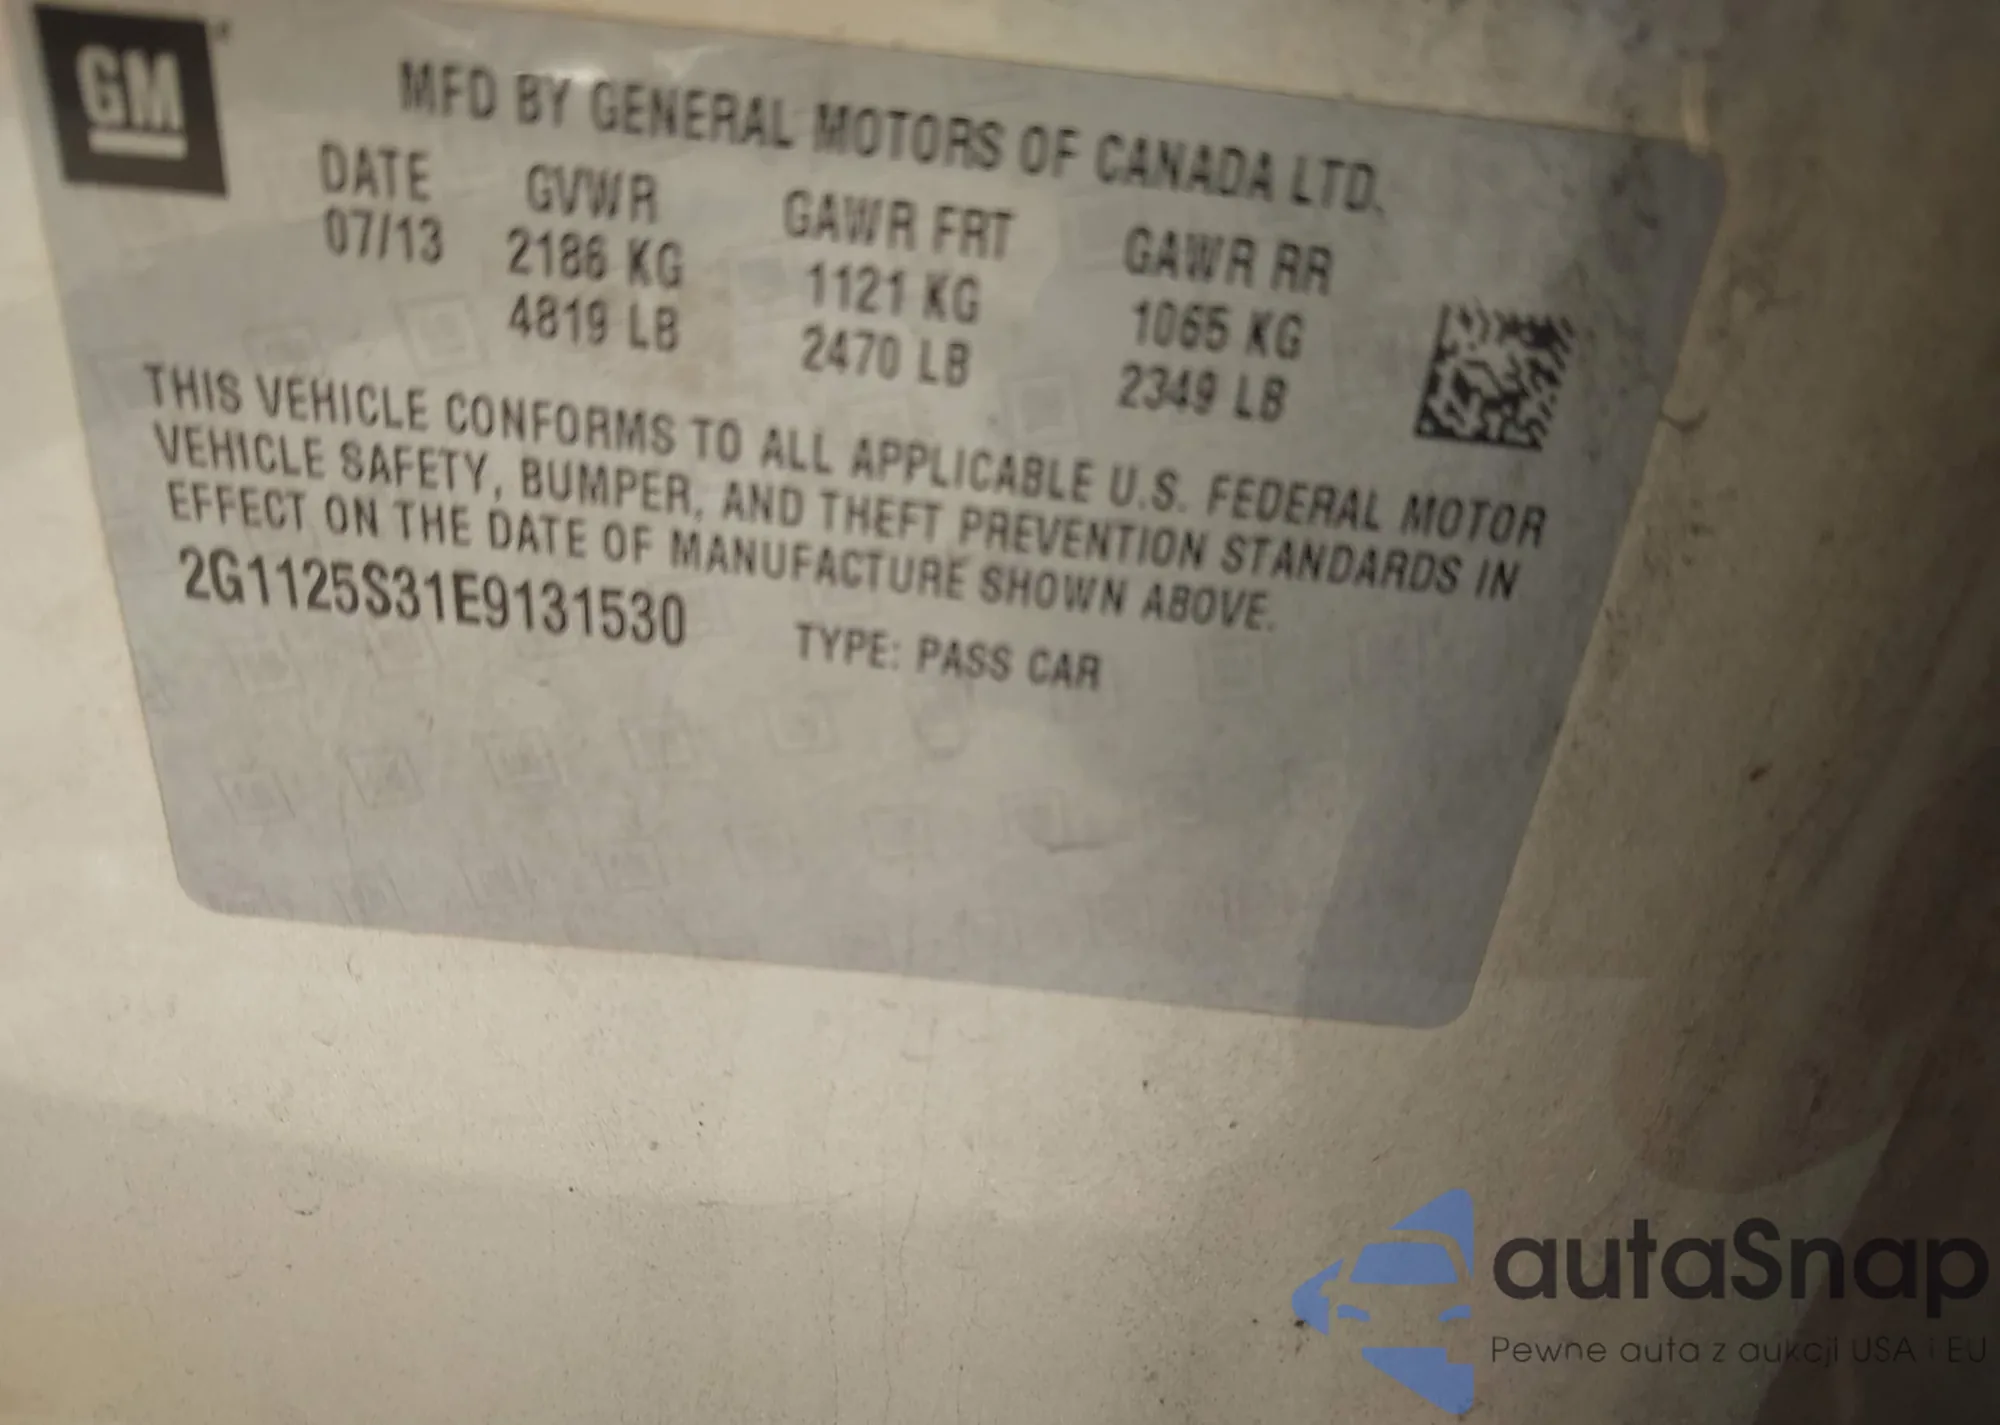 GM
MFD BY GENERAL MOTORS OF CANADA LTD.
DATE GVWR GAWR FRT GAWR RR
07/13 2186 KG 1121 KG 1065 KG
4819 LB 2470 LB 2349 LB
THIS VEHICLE CONFORMS TO ALL APPLICABLE U.S. FEDERAL MOTOR
VEHICLE SAFETY, BUMPER, AND THEFT PREVENTION STANDARDS IN
EFFECT ON THE DATE OF MANUFACTURE SHOWN ABOVE.
2G1125S31E9131530 TYPE: PASS CAR
autaSnap
Pewne auta z aukcji USA i EU